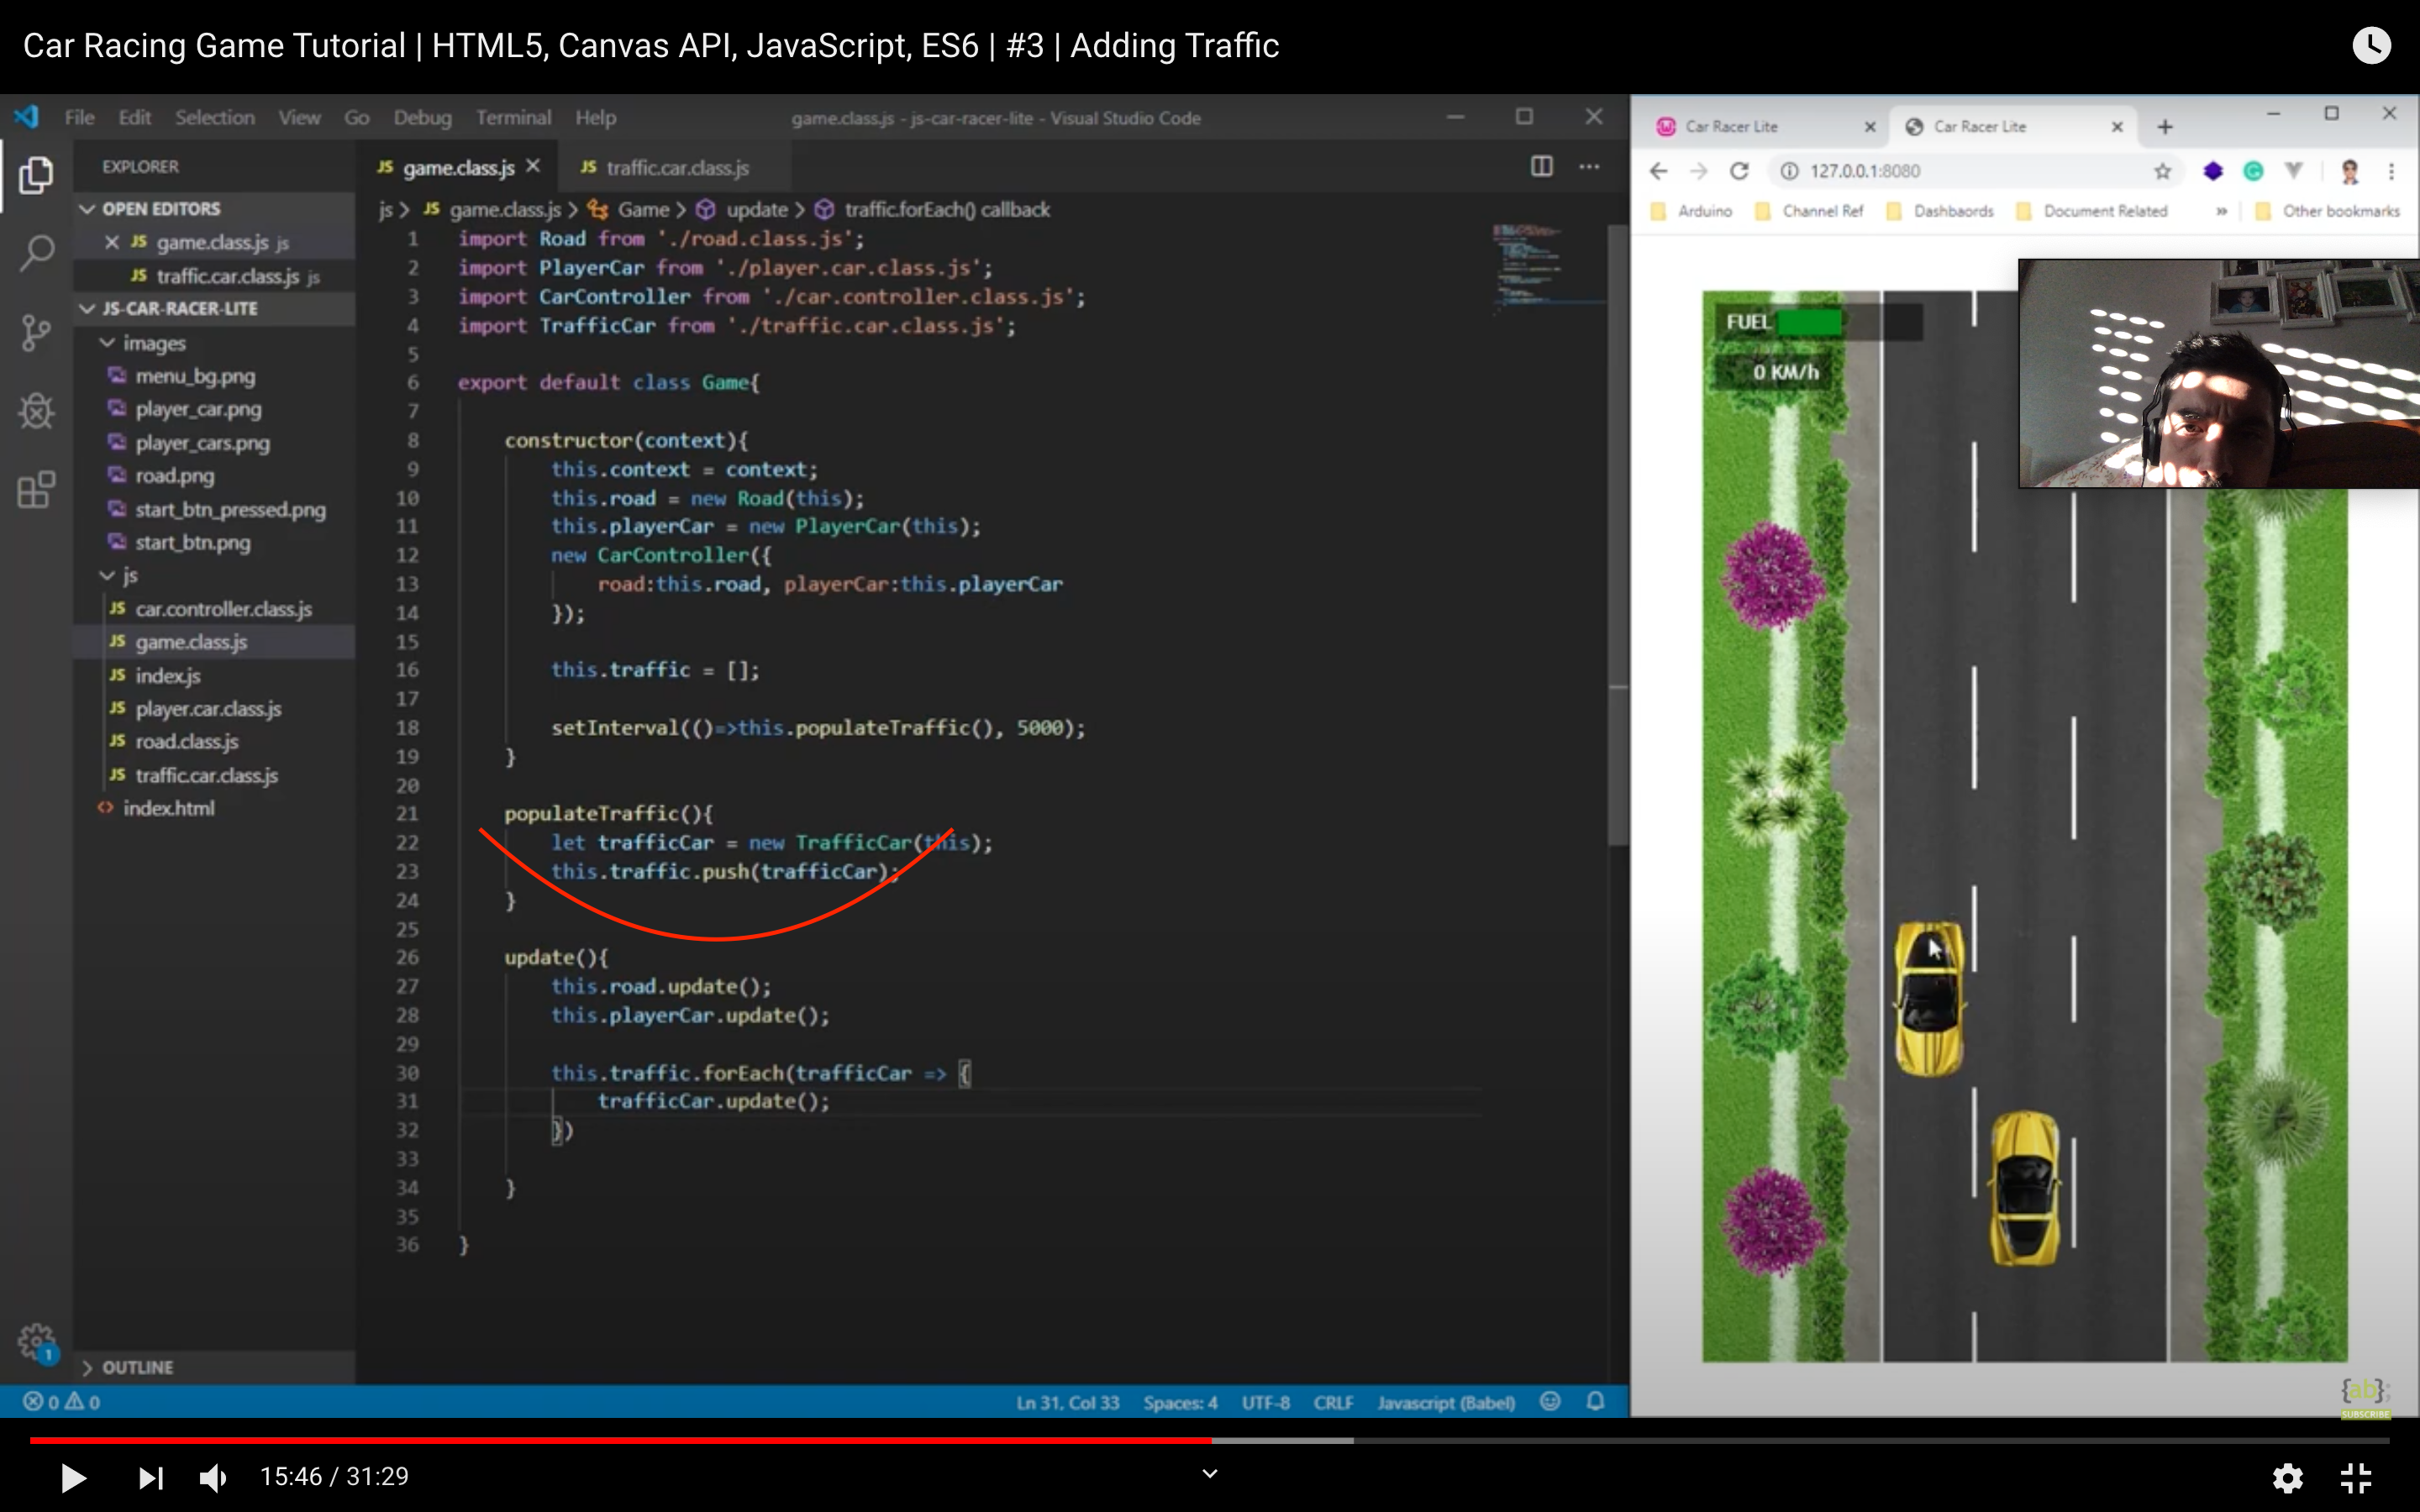 Car Racing Game Tutorial | HTML5, Canvas API, JavaScript, ES6 | #3 | Adding Traffic
File Edit Selection View Go Debug Terminal Help
game.class.js - js-car-racer-lite - Visual Studio Code
EXPLORER
OPEN EDITORS
game.class.js js
traffic.car.class.js js
JS-CAR-RACER-LITE
images
menu_bg.png
player_car.png
player_cars.png
road.png
start_btn_pressed.png
start_btn.png
js
JS car.controller.class.js
JS game.class.js
JS index.js
JS player.car.class.js
JS road.class.js
JS traffic.car.class.js
<> index.html
OUTLINE
JS game.class.js
JS traffic.car.class.js
js > JS game.class.js > Game > update > traffic.forEach() callback
1 import Road from './road.class.js';
2 import PlayerCar from './player.car.class.js';
3 import CarController from './car.controller.class.js';
4 import TrafficCar from './traffic.car.class.js';
5
6 export default class Game{
7
8 constructor(context){
9 this.context = context;
10 this.road = new Road(this);
11 this.playerCar = new PlayerCar(this);
12 new CarController({
13 road:this.road, playerCar:this.playerCar
14 });
15
16 this.traffic = [];
17
18 setInterval(()=>this.populateTraffic(), 5000);
19 }
20
21 populateTraffic(){
22 let trafficCar = new TrafficCar(this);
23 this.traffic.push(trafficCar);
24 }
25
26 update(){
27 this.road.update();
28 this.playerCar.update();
29
30 this.traffic.forEach(trafficCar => {
31 trafficCar.update();
32 })
33
34 }
35
36 }
1
0 0
Ln 31, Col 33 Spaces: 4 UTF-8 CRLF Javascript (Babel)
Car Racer Lite
Car Racer Lite
127.0.0.1:8080
Arduino Channel Ref Dashbaords Document Related » Other bookmarks
FUEL
0 KM/h
{ab};
SUBSCRIBE
15:46 / 31:29